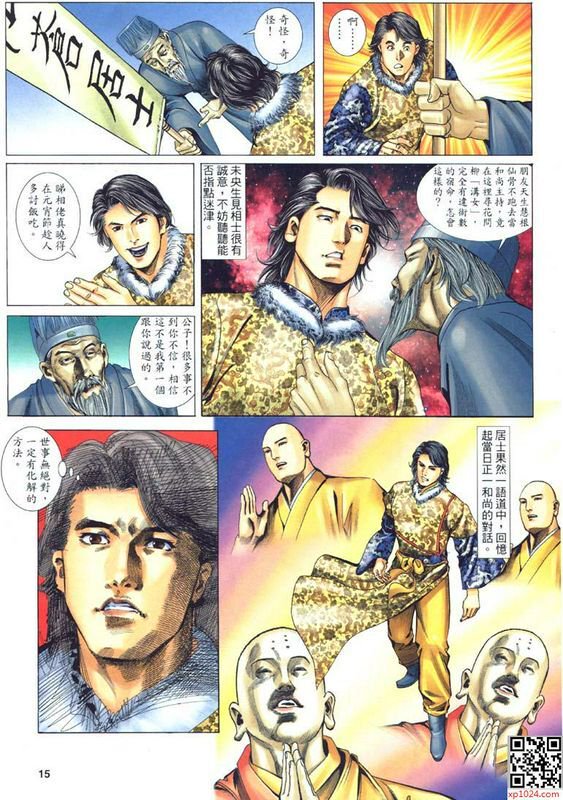 啊……
……
奇怪，奇
怪！
高居士
朋友天生慧根
仙骨不跑去當
和尚主持，竟
在這裡尋花問
柳「溝女」，
完全有違術數
的宿命，怎會
這樣的？
未央生見相士很有
誠意，不妨聽聽能
否指點迷津。
睇相佬真曉得
在元宵節趁人
多討飯吃。
公子！很多事不
到你不信，相信
這不是我第一個
跟你說過的。
居士果然一語道中，回憶
起當日正一和尚的對話。
世事無絕對，
一定有化解的
方法。
15
xp1024.com